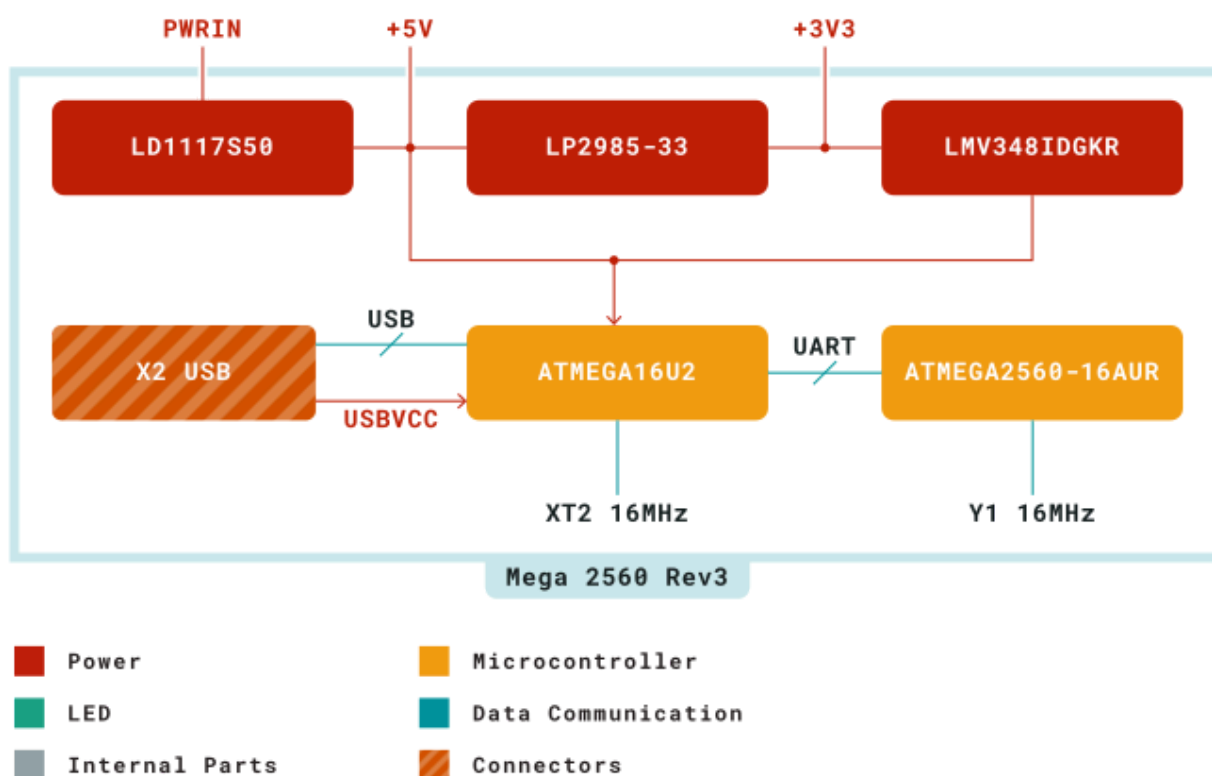 PWRIN +5V +3V3
LD1117S50 LP2985-33 LMV348IDGKR
USB
X2 USB ATMEGA16U2 UART ATMEGA2560-16AUR
USBVCC
XT2 16MHz Y1 16MHz
Mega 2560 Rev3
Power Microcontroller
LED Data Communication
Internal Parts Connectors